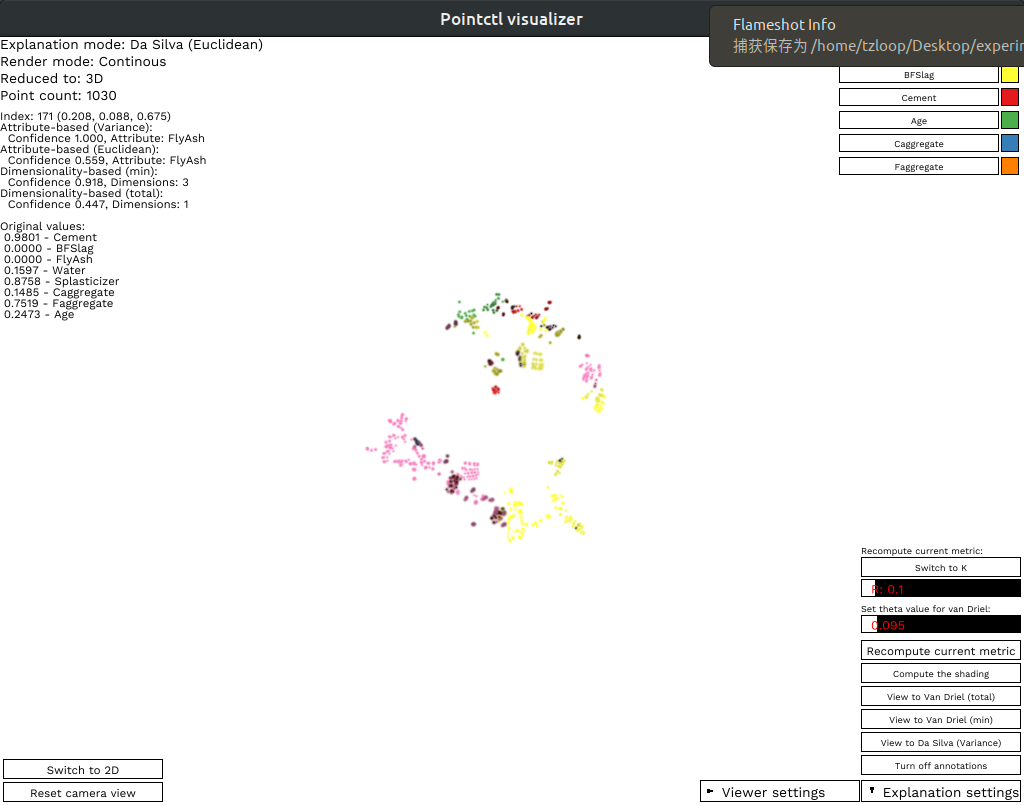 Pointctl visualizer
Flameshot Info
捕获保存为 /home/tzloop/Desktop/experin
Explanation mode: Da Silva (Euclidean)
Render mode: Continous
Reduced to: 3D
Point count: 1030
Index: 171 (0.208, 0.088, 0.675)
Attribute-based (Variance):
Confidence 1.000, Attribute: FlyAsh
Attribute-based (Euclidean):
Confidence 0.559, Attribute: FlyAsh
Dimensionality-based (min):
Confidence 0.918, Dimensions: 3
Dimensionality-based (total):
Confidence 0.447, Dimensions: 1
Original values:
0.9801 - Cement
0.0000 - BFSlag
0.0000 - FlyAsh
0.1597 - Water
0.8758 - Splasticizer
0.1485 - Caggregate
0.7519 - Faggregate
0.2473 - Age
BFSlag
Cement
Age
Caggregate
Faggregate
Recompute current metric:
Switch to K
R: 0.1
Set theta value for van Driel:
0.095
Recompute current metric
Compute the shading
View to Van Driel (total)
View to Van Driel (min)
View to Da Silva (Variance)
Turn off annotations
Switch to 2D
Reset camera view
Viewer settings
Explanation settings